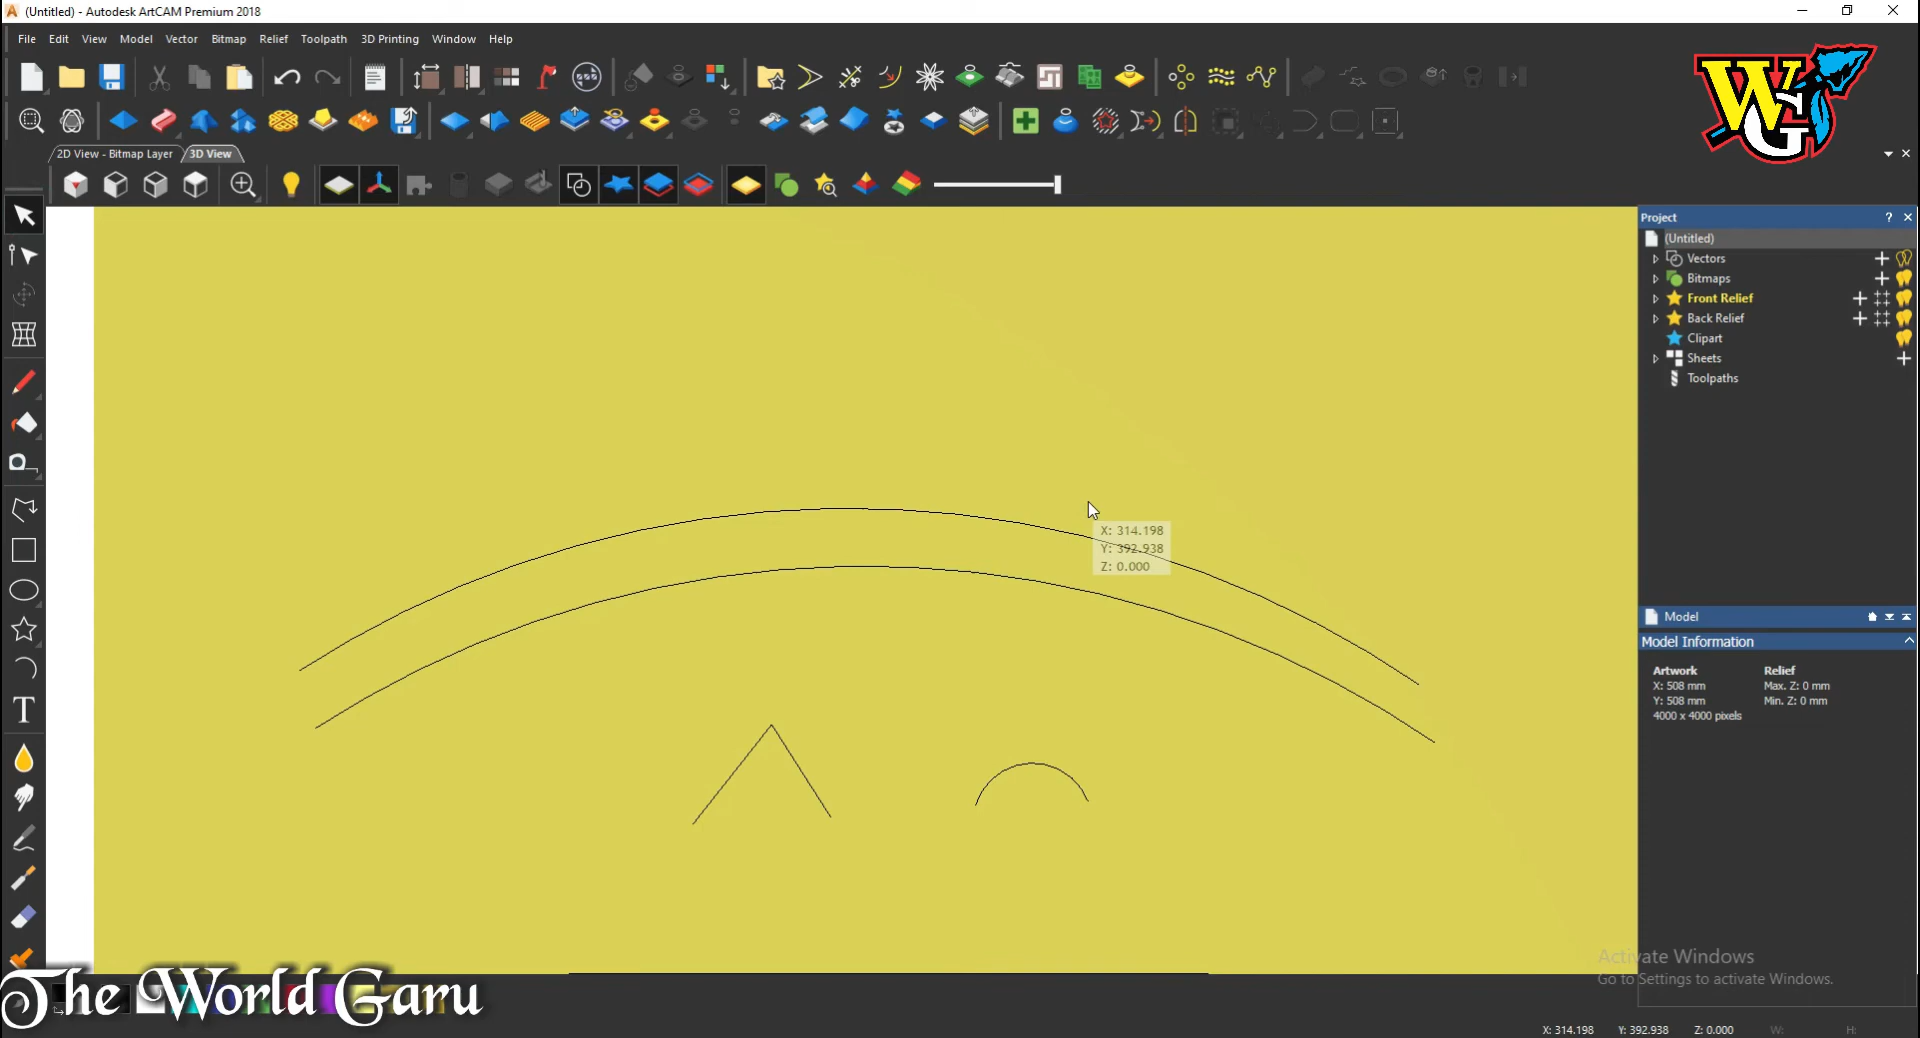 (Untitled) - Autodesk ArtCAM Premium 2018
File Edit View Model Vector Bitmap Relief Toolpath 3D Printing Window Help
WG
2D View - Bitmap Layer 3D View
Project
(Untitled)
Vectors
Bitmaps
Front Relief
Back Relief
Clipart
Sheets
Toolpaths
X: 314.198
Y: 392.938
Z: 0.000
Model
Model Information
Artwork Relief
X: 508 mm Max. Z: 0 mm
Y: 508 mm Min. Z: 0 mm
4000 x 4000 pixels
Activate Windows
Go to Settings to activate Windows.
The World Garu
X: 314.198 Y: 392.938 Z: 0.000 W: H: